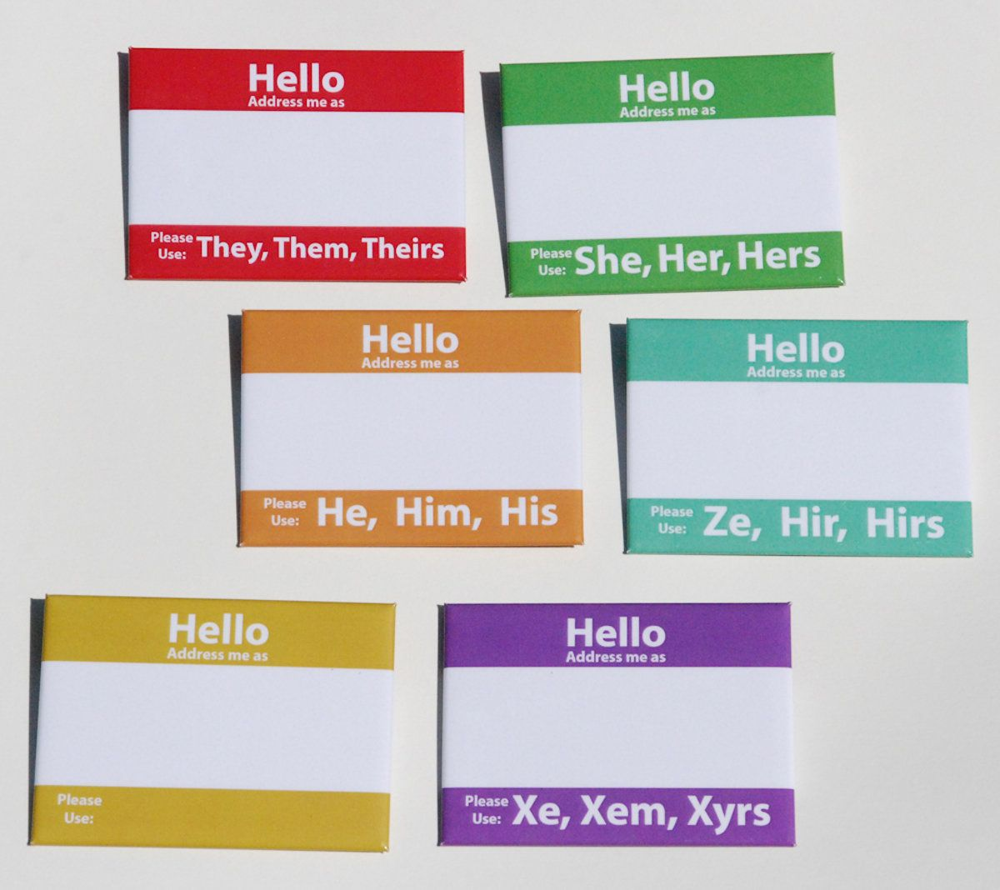 Hello
Address me as
Please
Use: They, Them, Theirs
Hello
Address me as
Please
Use: She, Her, Hers
Hello
Address me as
Please
Use: He, Him, His
Hello
Address me as
Please
Use: Ze, Hir, Hirs
Hello
Address me as
Please
Use:
Hello
Address me as
Please
Use: Xe, Xem, Xyrs